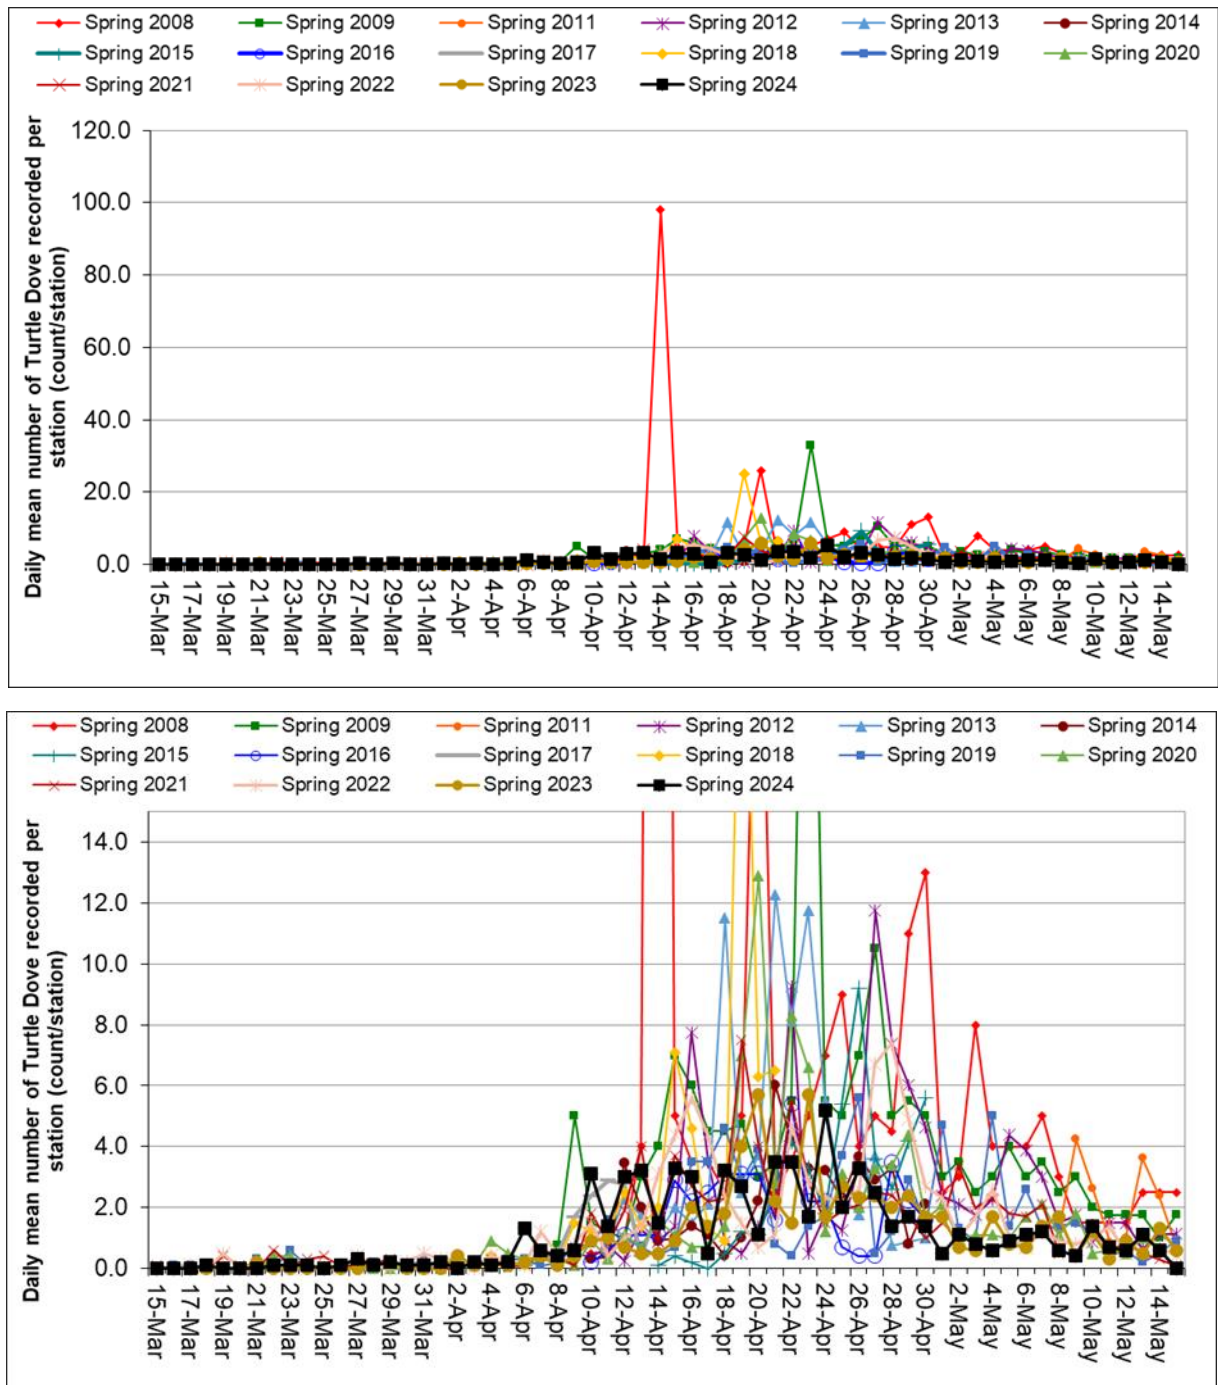 Spring 2008 Spring 2009 Spring 2011 Spring 2012 Spring 2013 Spring 2014
Spring 2015 Spring 2016 Spring 2017 Spring 2018 Spring 2019 Spring 2020
Spring 2021 Spring 2022 Spring 2023 Spring 2024
Daily mean number of Turtle Dove recorded per
station (count/station)
120.0
100.0
80.0
60.0
40.0
20.0
0.0
15-Mar 17-Mar 19-Mar 21-Mar 23-Mar 25-Mar 27-Mar 29-Mar 31-Mar 2-Apr 4-Apr 6-Apr 8-Apr 10-Apr 12-Apr 14-Apr 16-Apr 18-Apr 20-Apr 22-Apr 24-Apr 26-Apr 28-Apr 30-Apr 2-May 4-May 6-May 8-May 10-May 12-May 14-May
Spring 2008 Spring 2009 Spring 2011 Spring 2012 Spring 2013 Spring 2014
Spring 2015 Spring 2016 Spring 2017 Spring 2018 Spring 2019 Spring 2020
Spring 2021 Spring 2022 Spring 2023 Spring 2024
Daily mean number of Turtle Dove recorded per
station (count/station)
14.0
12.0
10.0
8.0
6.0
4.0
2.0
0.0
15-Mar 17-Mar 19-Mar 21-Mar 23-Mar 25-Mar 27-Mar 29-Mar 31-Mar 2-Apr 4-Apr 6-Apr 8-Apr 10-Apr 12-Apr 14-Apr 16-Apr 18-Apr 20-Apr 22-Apr 24-Apr 26-Apr 28-Apr 30-Apr 2-May 4-May 6-May 8-May 10-May 12-May 14-May